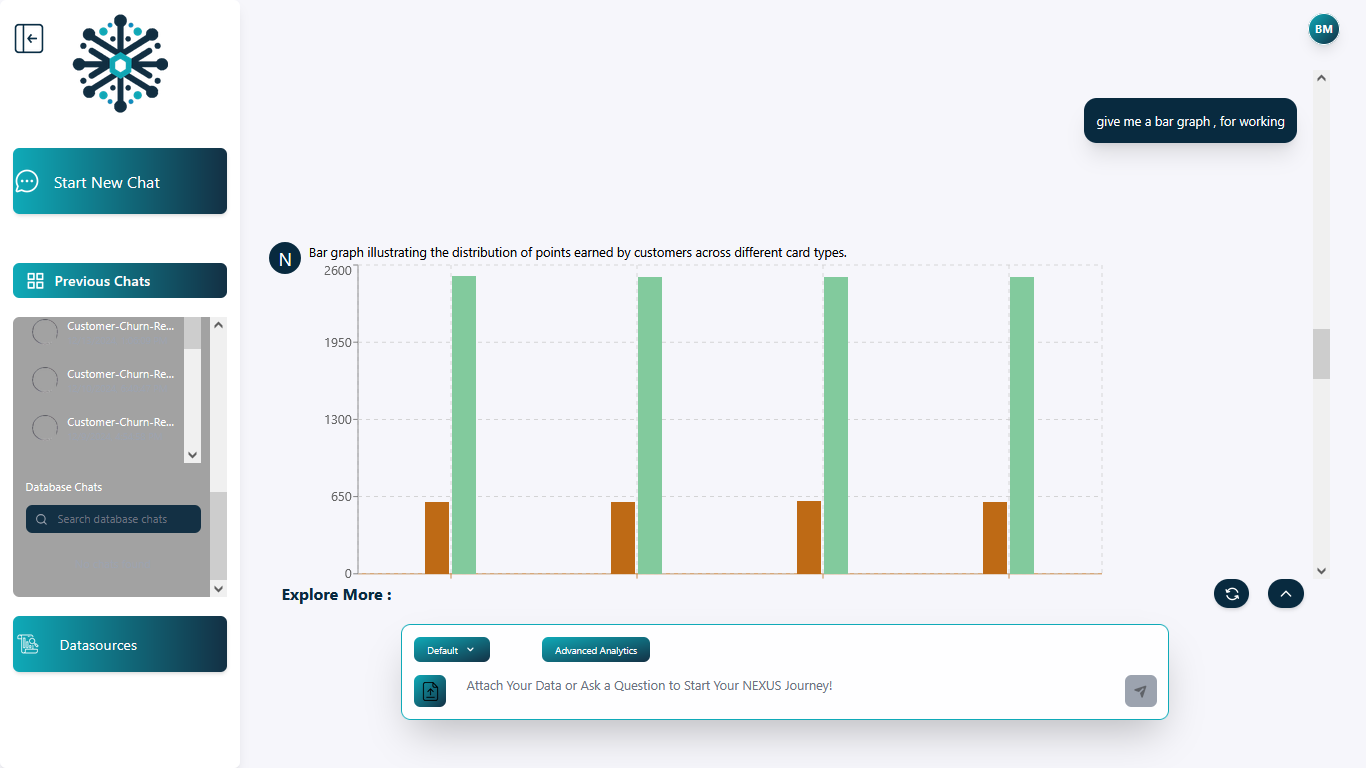 BM
give me a bar graph , for working
Start New Chat
Previous Chats
Customer-Churn-Re...
Customer-Churn-Re...
Customer-Churn-Re...
Database Chats
Search database chats
Datasources
N
Bar graph illustrating the distribution of points earned by customers across different card types.
2600
1950
1300
650
0
Explore More :
Default
Advanced Analytics
Attach Your Data or Ask a Question to Start Your NEXUS Journey!